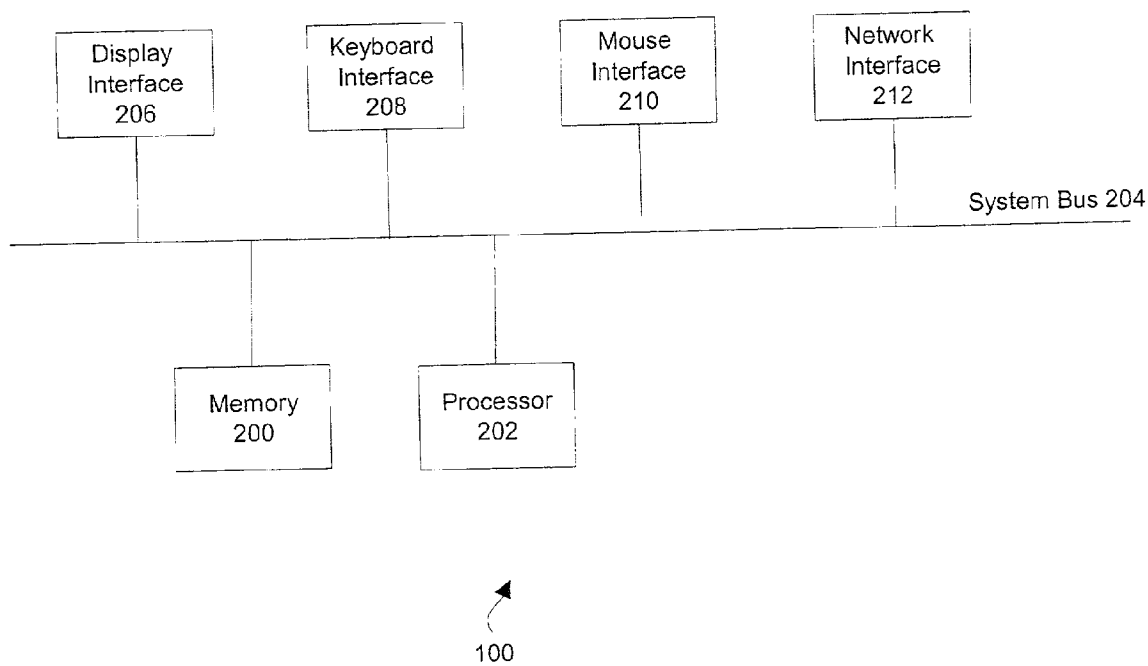 Display
Interface
206
Keyboard
Interface
208
Mouse
Interface
210
Network
Interface
212
System Bus 204
Memory
200
Processor
202
100